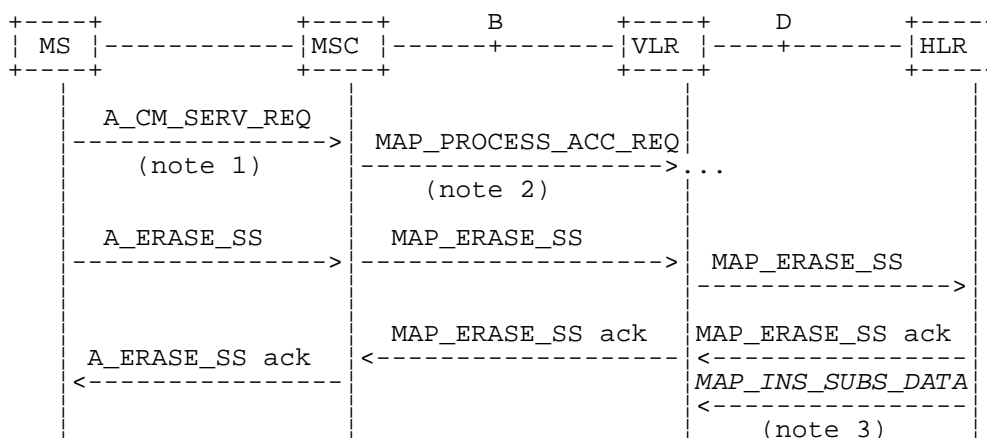 B D
MS MSC VLR HLR
A_CM_SERV_REQ
MAP_PROCESS_ACC_REQ
(note 1) ...
(note 2)
A_ERASE_SS MAP_ERASE_SS
MAP_ERASE_SS
MAP_ERASE_SS ack MAP_ERASE_SS ack
A_ERASE_SS ack
MAP_INS_SUBS_DATA
(note 3)